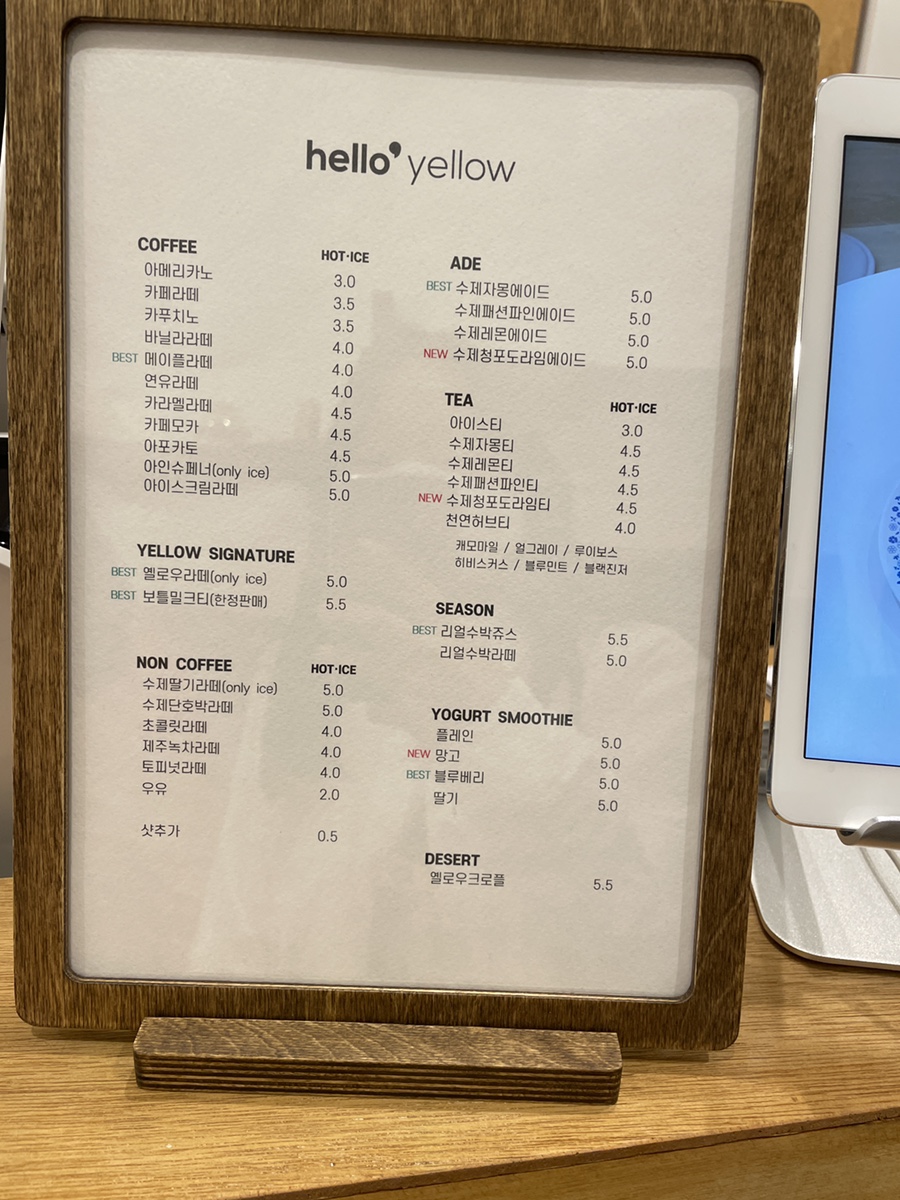 hello’ yellow
COFFEE HOT·ICE
아메리카노 3.0
카페라떼 3.5
카푸치노 3.5
바닐라라떼 4.0
BEST 메이플라떼 4.0
연유라떼 4.0
카라멜라떼 4.5
카페모카 4.5
아포카토 4.5
아인슈페너(only ice) 5.0
아이스크림라떼 5.0
YELLOW SIGNATURE
BEST 옐로우라떼(only ice) 5.0
BEST 보틀밀크티(한정판매) 5.5
NON COFFEE HOT·ICE
수제딸기라떼(only ice) 5.0
수제단호박라떼 5.0
초콜릿라떼 4.0
제주녹차라떼 4.0
토피넛라떼 4.0
우유 2.0
샷추가 0.5
ADE
BEST 수제자몽에이드 5.0
수제패션파인에이드 5.0
수제레몬에이드 5.0
NEW 수제청포도라임에이드 5.0
TEA HOT·ICE
아이스티 3.0
수제자몽티 4.5
수제레몬티 4.5
수제패션파인티 4.5
NEW 수제청포도라임티 4.5
천연허브티 4.0
캐모마일 / 얼그레이 / 루이보스
히비스커스 / 블루민트 / 블랙진저
SEASON
BEST 리얼수박쥬스 5.5
리얼수박라떼 5.0
YOGURT SMOOTHIE
플레인 5.0
NEW 망고 5.0
BEST 블루베리 5.0
딸기 5.0
DESERT
옐로우크로플 5.5